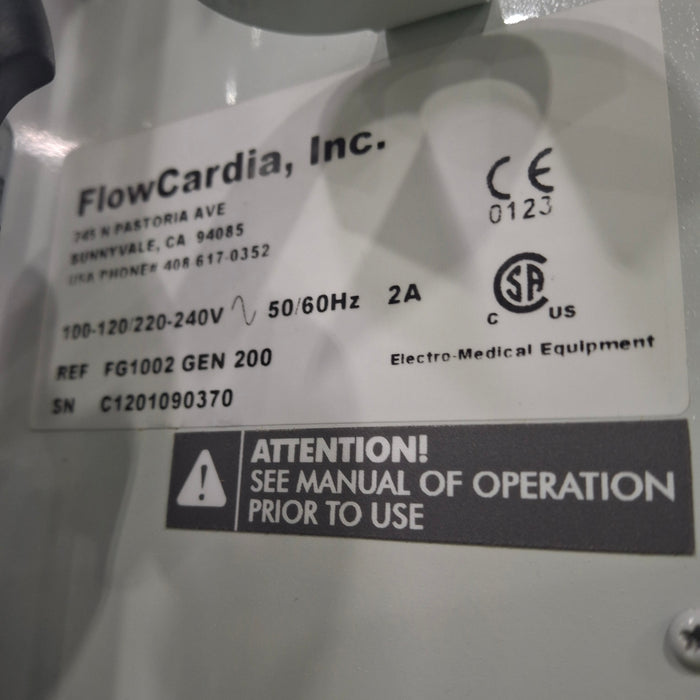 FlowCardia, Inc.
745 N PASTORIA AVE
SUNNYVALE, CA 94085
USA PHONE# 408 617-0352
CE
0123
100-120/220-240V ∿ 50/60Hz 2A
CSA
C US
REF FG1002 GEN 200
Electro-Medical Equipment
SN C1201090370
ATTENTION!
SEE MANUAL OF OPERATION
PRIOR TO USE